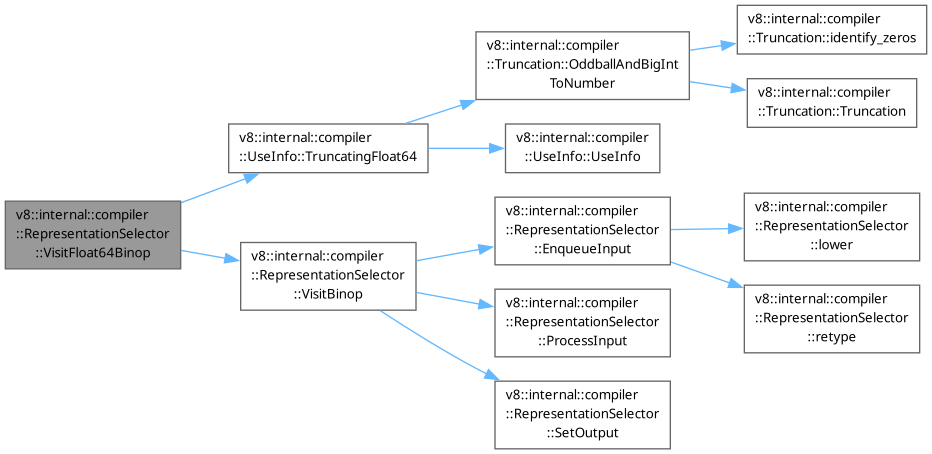 v8::internal::compiler
::RepresentationSelector
::VisitFloat64Binop
v8::internal::compiler
::UseInfo::TruncatingFloat64
v8::internal::compiler
::Truncation::OddballAndBigInt
ToNumber
v8::internal::compiler
::Truncation::identify_zeros
v8::internal::compiler
::Truncation::Truncation
v8::internal::compiler
::UseInfo::UseInfo
v8::internal::compiler
::RepresentationSelector
::VisitBinop
v8::internal::compiler
::RepresentationSelector
::EnqueueInput
v8::internal::compiler
::RepresentationSelector
::lower
v8::internal::compiler
::RepresentationSelector
::retype
v8::internal::compiler
::RepresentationSelector
::ProcessInput
v8::internal::compiler
::RepresentationSelector
::SetOutput